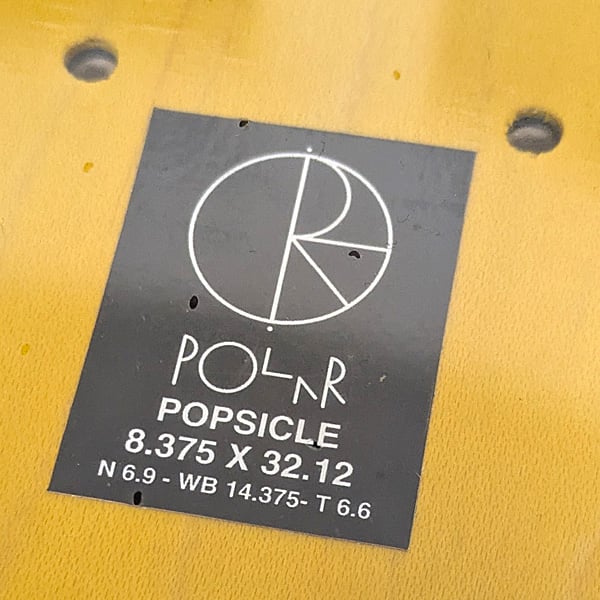 POLAR
POPSICLE
8.375 X 32.12
N 6.9 - WB 14.375- T 6.6